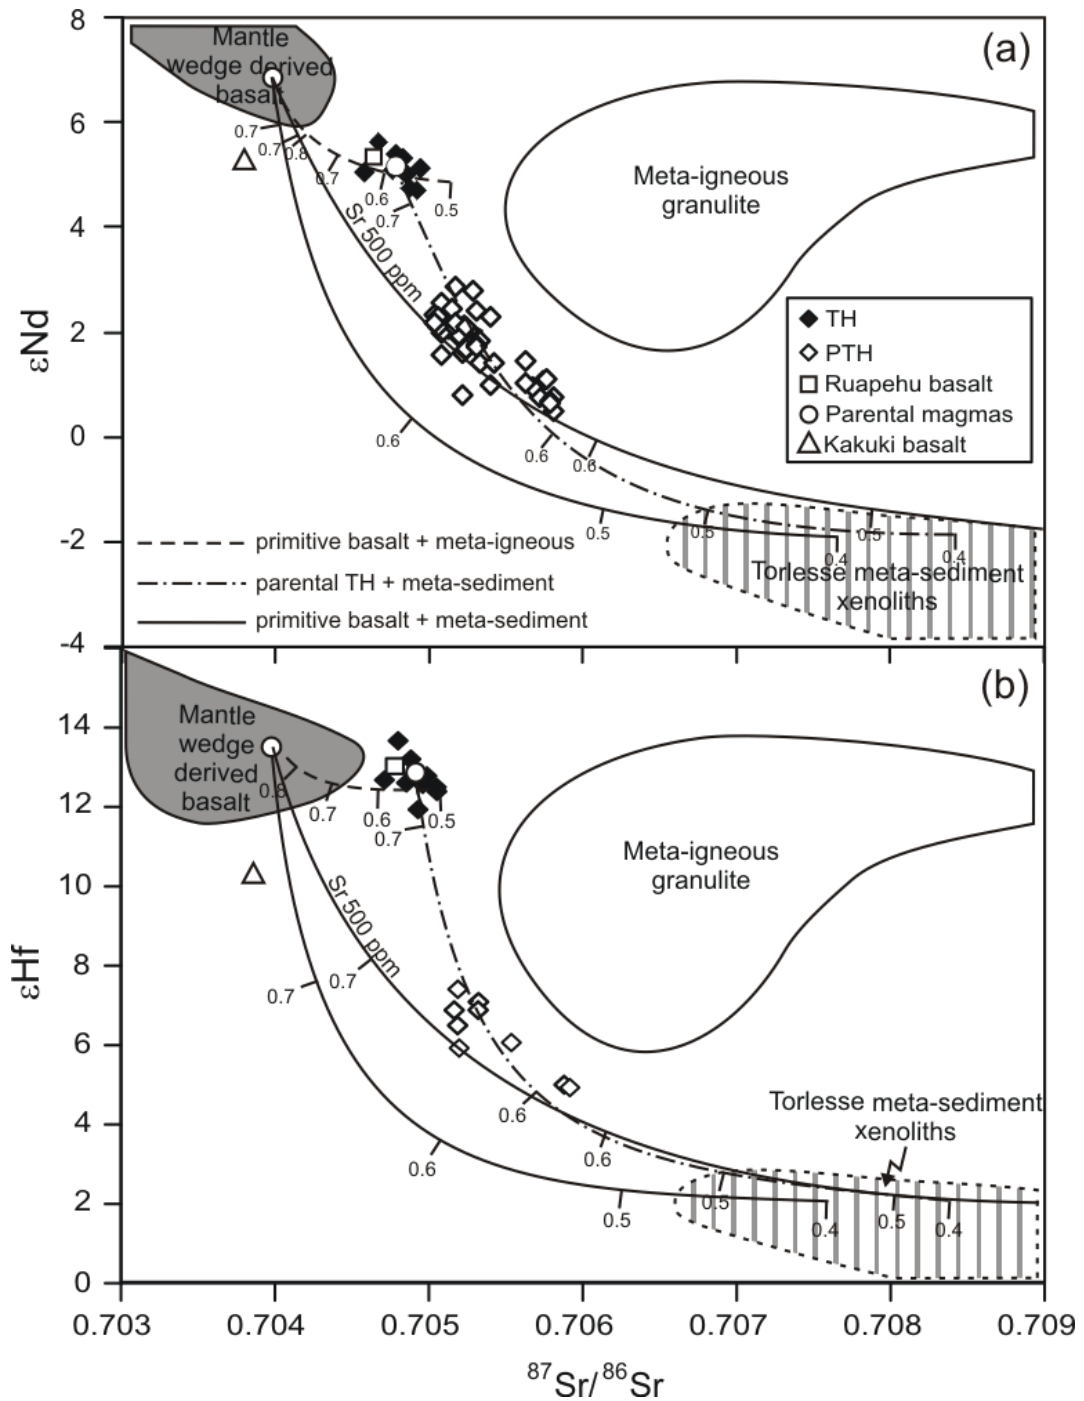 8
6
4
2
0
-2
-4
εNd
(a)
Mantle
wedge derived
basalt
0.7
0.7
0.8
0.7
0.6
0.7
0.5
Sr 500 ppm
Meta-igneous
granulite
TH
PTH
Ruapehu basalt
Parental magmas
Kakuki basalt
0.6
0.6
0.6
0.5
0.5
0.5
0.4
0.4
Torlesse meta-sediment
xenoliths
primitive basalt + meta-igneous
parental TH + meta-sediment
primitive basalt + meta-sediment
14
12
10
8
6
4
2
0
εHf
(b)
Mantle
wedge
derived
basalt
0.8
0.7
0.6
0.7
0.5
Sr 500 ppm
Meta-igneous
granulite
0.7
0.7
0.6
0.6
0.6
Torlesse meta-sediment
xenoliths
0.5
0.5
0.4
0.5
0.4
0.703
0.704
0.705
0.706
0.707
0.708
0.709
87Sr/86Sr